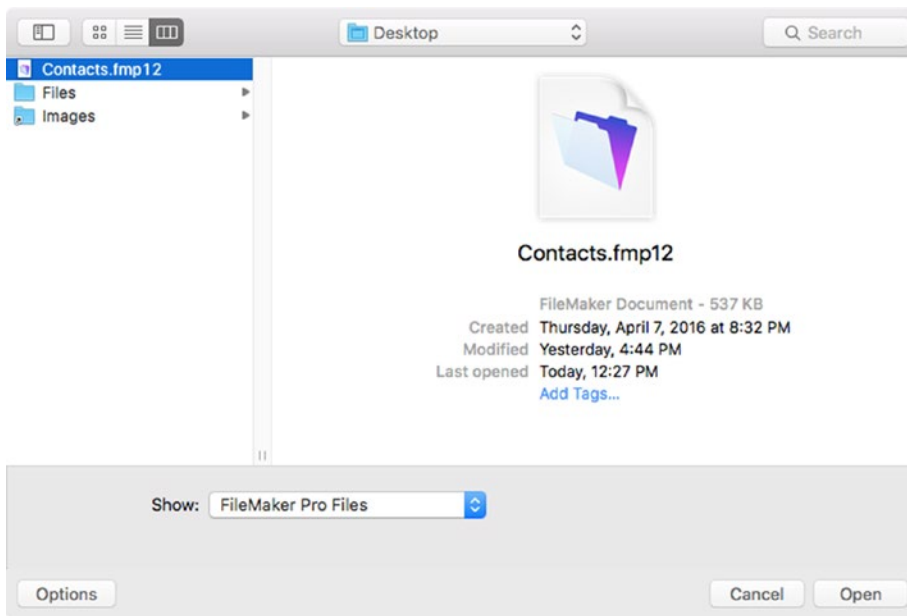 Desktop
Search
Contacts.fmp12
Files
Images
Contacts.fmp12
FileMaker Document - 537 KB
Created Thursday, April 7, 2016 at 8:32 PM
Modified Yesterday, 4:44 PM
Last opened Today, 12:27 PM
Add Tags...
Show: FileMaker Pro Files
Options
Cancel
Open